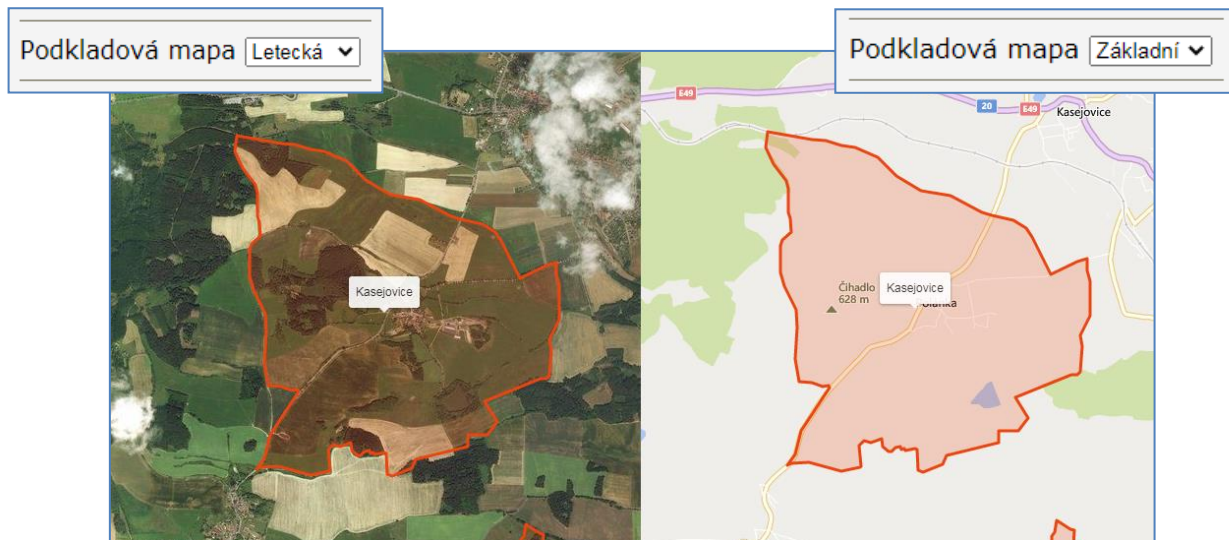 Podkladová mapa Letecká
Podkladová mapa Základní
Kasejovice
E49
20
E49
Kasejovice
Čihadlo
628 m
Kasejovice